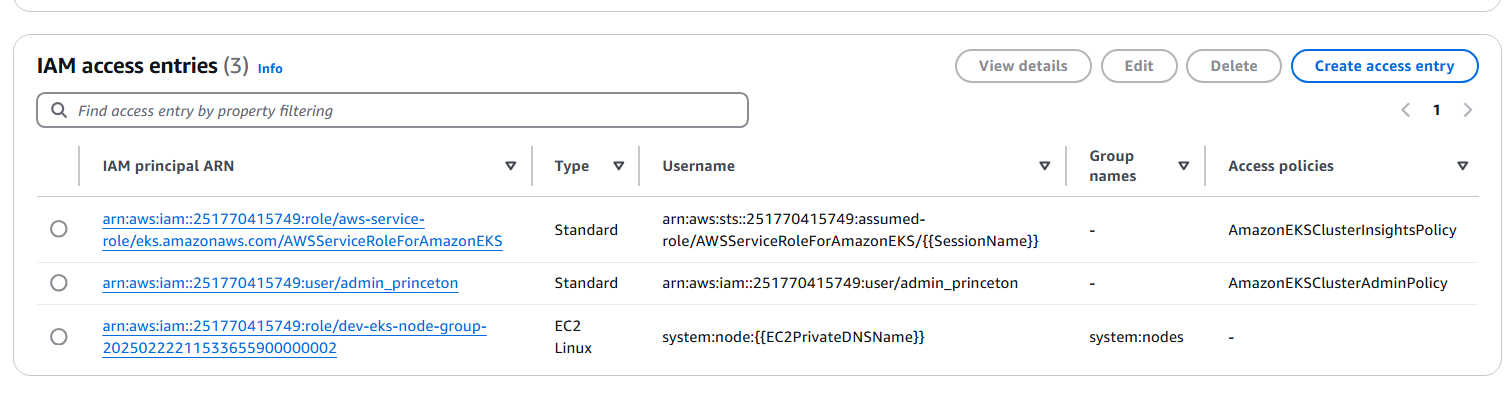 IAM access entries (3) Info
View details
Edit
Delete
Create access entry
Find access entry by property filtering
1
IAM principal ARN
Type
Username
Group
names
Access policies
arn:aws:iam::251770415749:role/aws-service-
role/eks.amazonaws.com/AWSServiceRoleForAmazonEKS
Standard
arn:aws:sts::251770415749:assumed-
role/AWSServiceRoleForAmazonEKS/{{SessionName}}
-
AmazonEKSClusterInsightsPolicy
arn:aws:iam::251770415749:user/admin_princeton
Standard
arn:aws:iam::251770415749:user/admin_princeton
-
AmazonEKSClusterAdminPolicy
arn:aws:iam::251770415749:role/dev-eks-node-group-
20250222211533655900000002
EC2
Linux
system:node:{{EC2PrivateDNSName}}
system:nodes
-